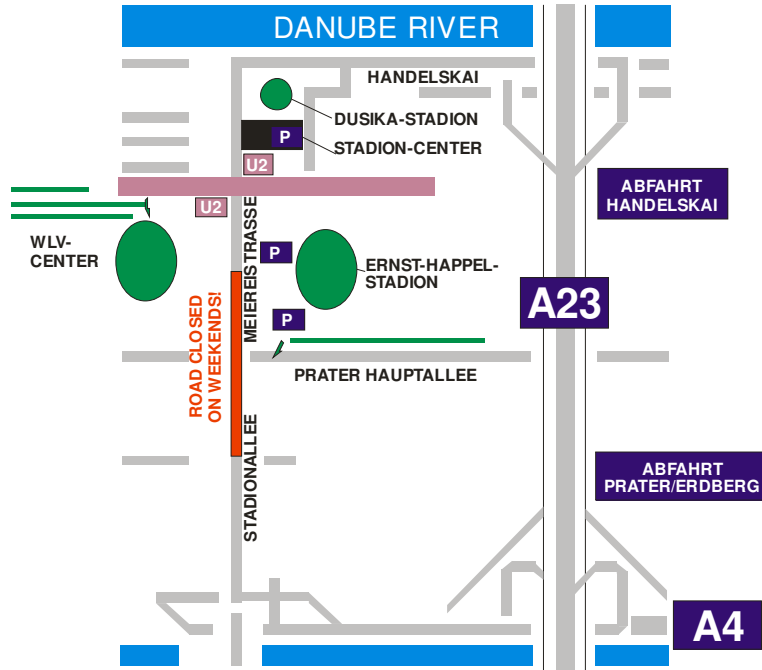 DANUBE RIVER
HANDELSKAI
DUSIKA-STADION
P
STADION-CENTER
U2
ABFAHRT
HANDELSKAI
U2
WLV-
CENTER
MEIEREISTRASSE
P
ERNST-HAPPEL-
STADION
A23
P
ROAD CLOSED
ON WEEKENDS!
PRATER HAUPTALLEE
STADIONALLEE
ABFAHRT
PRATER/ERDBERG
A4